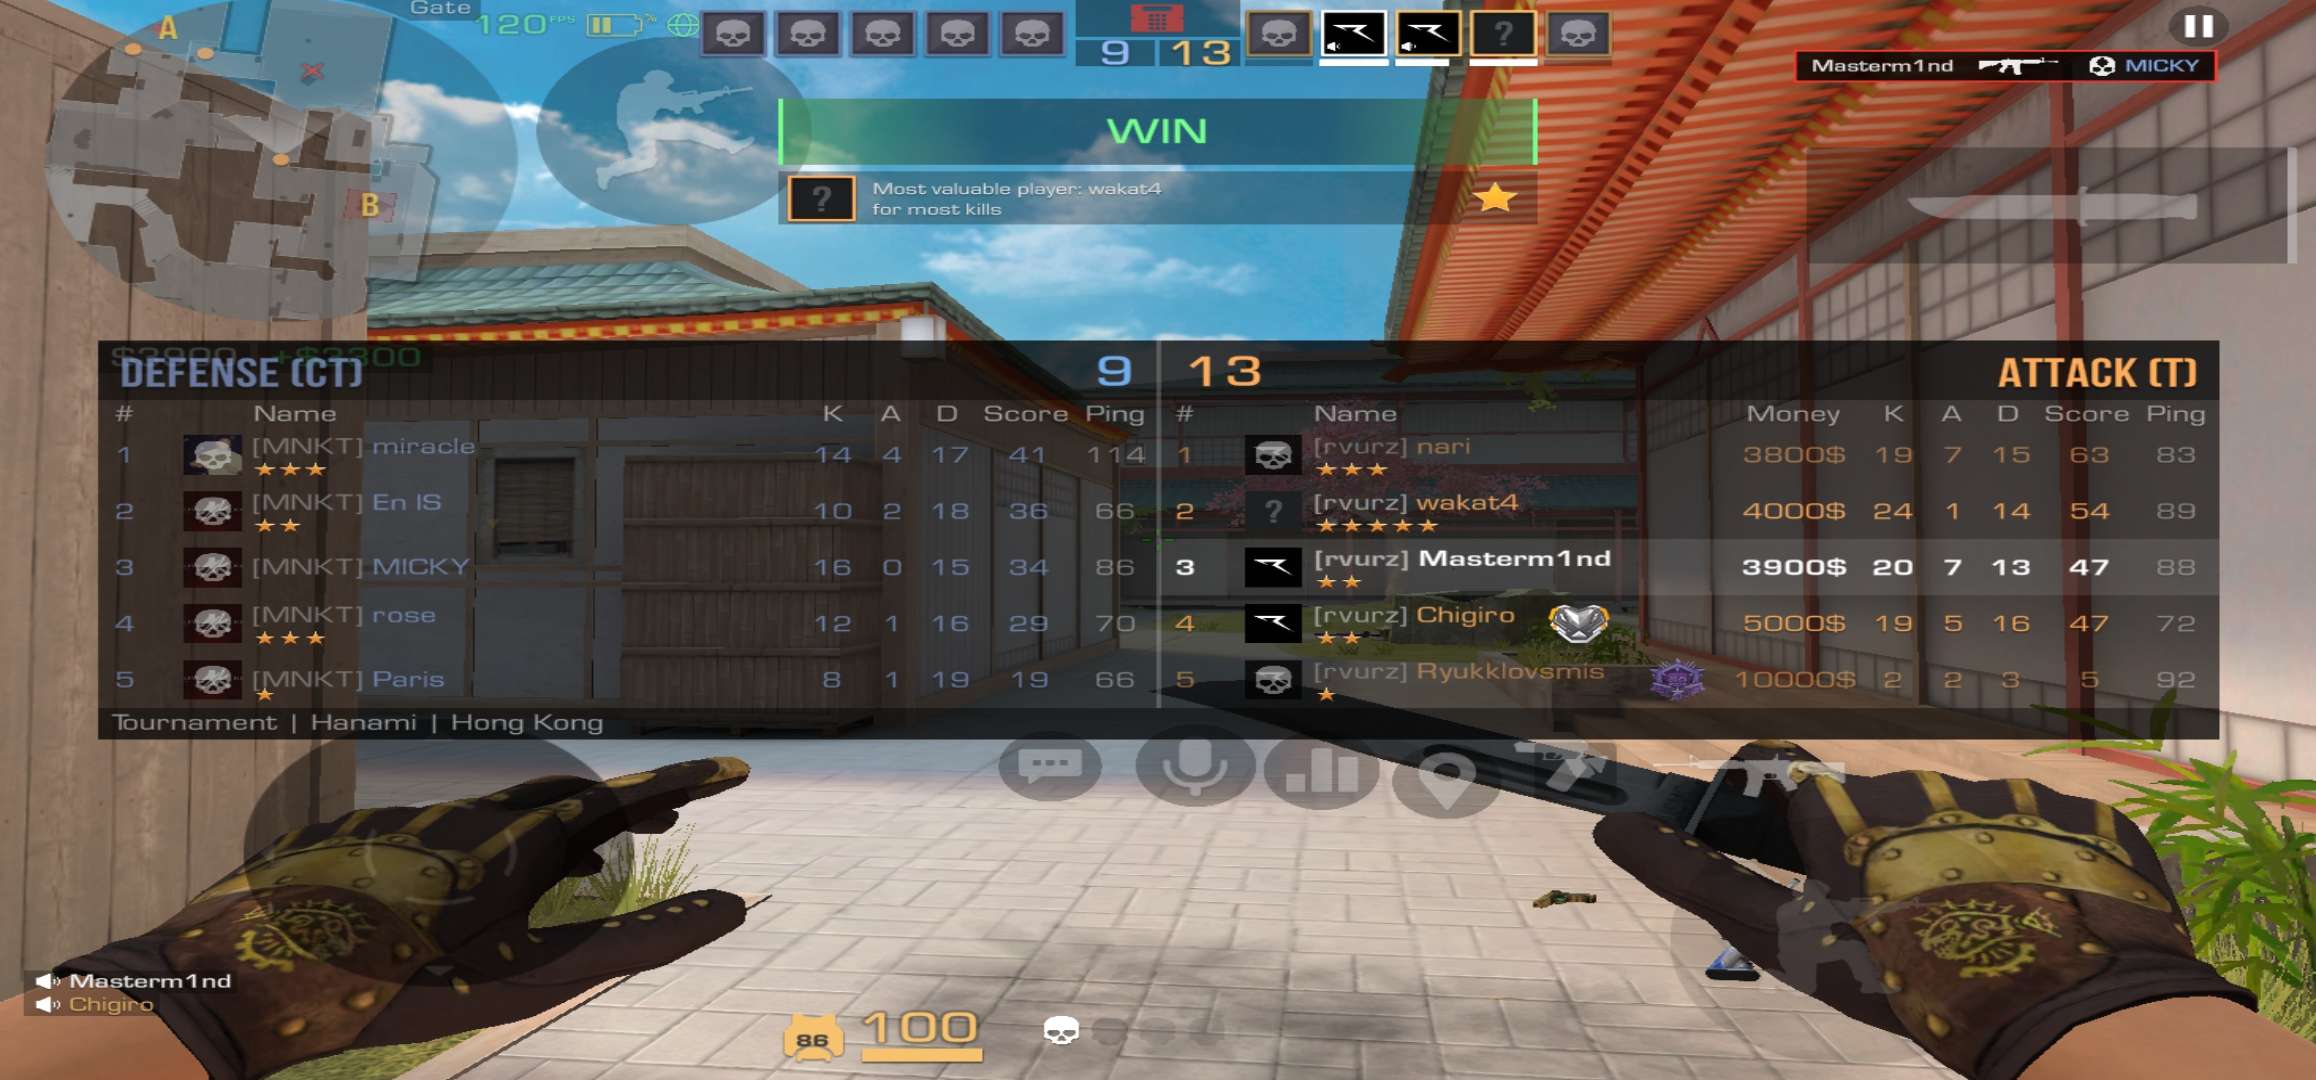 Gate
120 FPS
A
B
9 13
Masterm1nd MICKY
WIN
?
Most valuable player: wakat4
for most kills
DEFENSE (CT) 9
# Name K A D Score Ping
1 [MNKT] miracle 14 4 17 41 114
2 [MNKT] En IS 10 2 18 36 66
3 [MNKT] MICKY 16 0 15 34 86
4 [MNKT] rose 12 1 16 29 70
5 [MNKT] Paris 8 1 19 19 66
13 ATTACK (T)
# Name Money K A D Score Ping
1 [rvurz] nari 3800$ 19 7 15 63 83
2 ? [rvurz] wakat4 4000$ 24 1 14 54 89
3 [rvurz] Masterm1nd 3900$ 20 7 13 47 88
4 [rvurz] Chigiro 5000$ 19 5 16 47 72
5 [rvurz] Ryukklovsmis 10000$ 2 2 3 5 92
Tournament | Hanami | Hong Kong
Masterm1nd
Chigiro
86 100